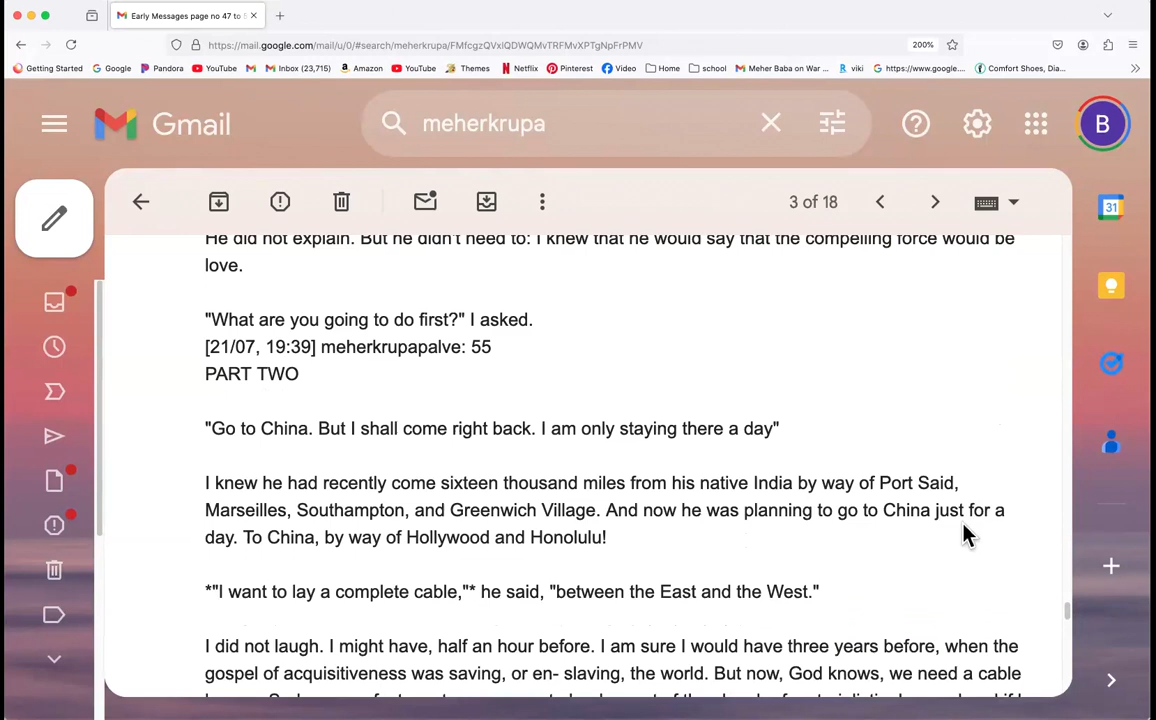 Early Messages page no 47 to
https://mail.google.com/mail/u/0/#search/meherkrupa/FMfcgzQVxlQDWQMvTRFMvXPTgNpFrPMV
200%
Getting Started
Google
Pandora
YouTube
Inbox (23,715)
Amazon
YouTube
Themes
Netflix
Pinterest
Video
Home
school
Meher Baba on War ...
viki
https://www.google....
Comfort Shoes, Dia...
Gmail
meherkrupa
B
3 of 18
31
He did not explain. But he didn't need to: I knew that he would say that the compelling force would be
love.
"What are you going to do first?" I asked.
[21/07, 19:39] meherkrupapalve: 55
PART TWO
"Go to China. But I shall come right back. I am only staying there a day"
I knew he had recently come sixteen thousand miles from his native India by way of Port Said,
Marseilles, Southampton, and Greenwich Village. And now he was planning to go to China just for a
day. To China, by way of Hollywood and Honolulu!
*"I want to lay a complete cable,"* he said, "between the East and the West."
I did not laugh. I might have, half an hour before. I am sure I would have three years before, when the
gospel of acquisitiveness was saving, or en- slaving, the world. But now, God knows, we need a cable